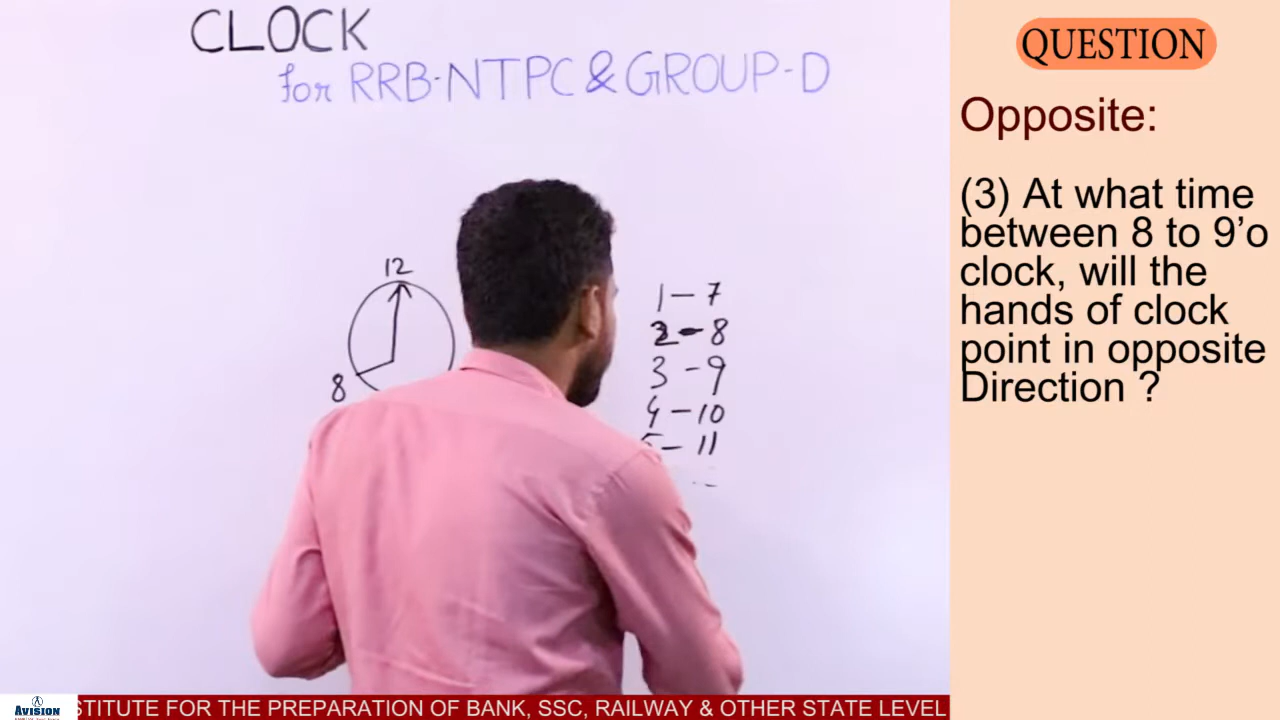 CLOCK
for RRB-NTPC & GROUP-D
12
8
1 - 7
2 - 8
3 - 9
4 - 10
5 - 11
QUESTION
Opposite:
(3) At what time
between 8 to 9’o
clock, will the
hands of clock
point in opposite
Direction ?
AVISION
STITUTE FOR THE PREPARATION OF BANK, SSC, RAILWAY & OTHER STATE LEVEL